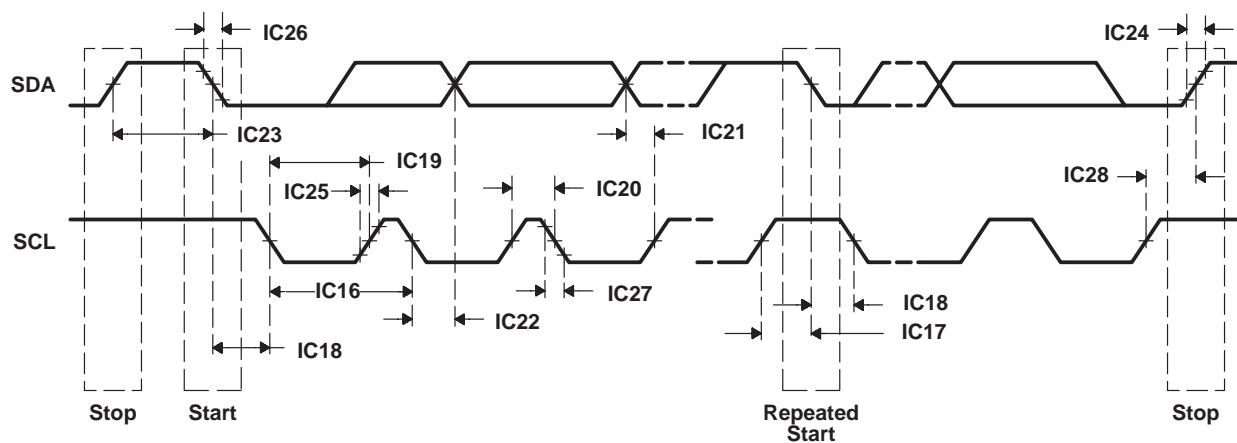 IC26
IC24
SDA
IC23
IC21
IC19
IC25
IC20
IC28
SCL
IC16
IC27
IC18
IC22
IC18
IC17
Stop
Start
Repeated
Start
Stop